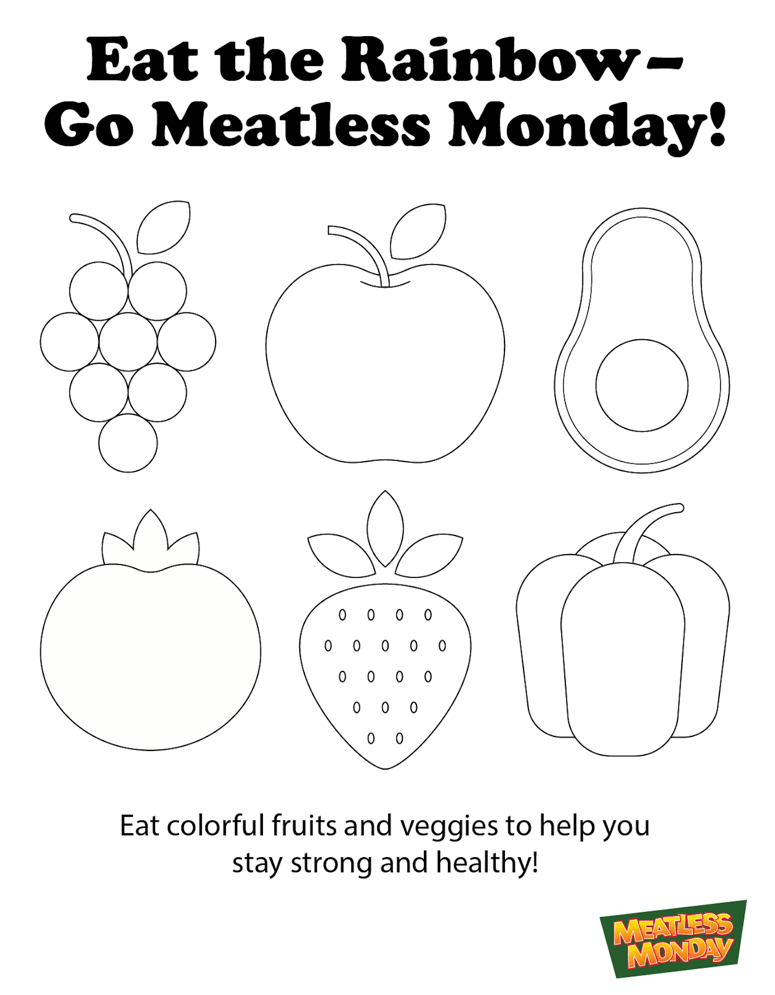 Eat the Rainbow–
Go Meatless Monday!
Eat colorful fruits and veggies to help you
stay strong and healthy!
MEATLESS
MONDAY